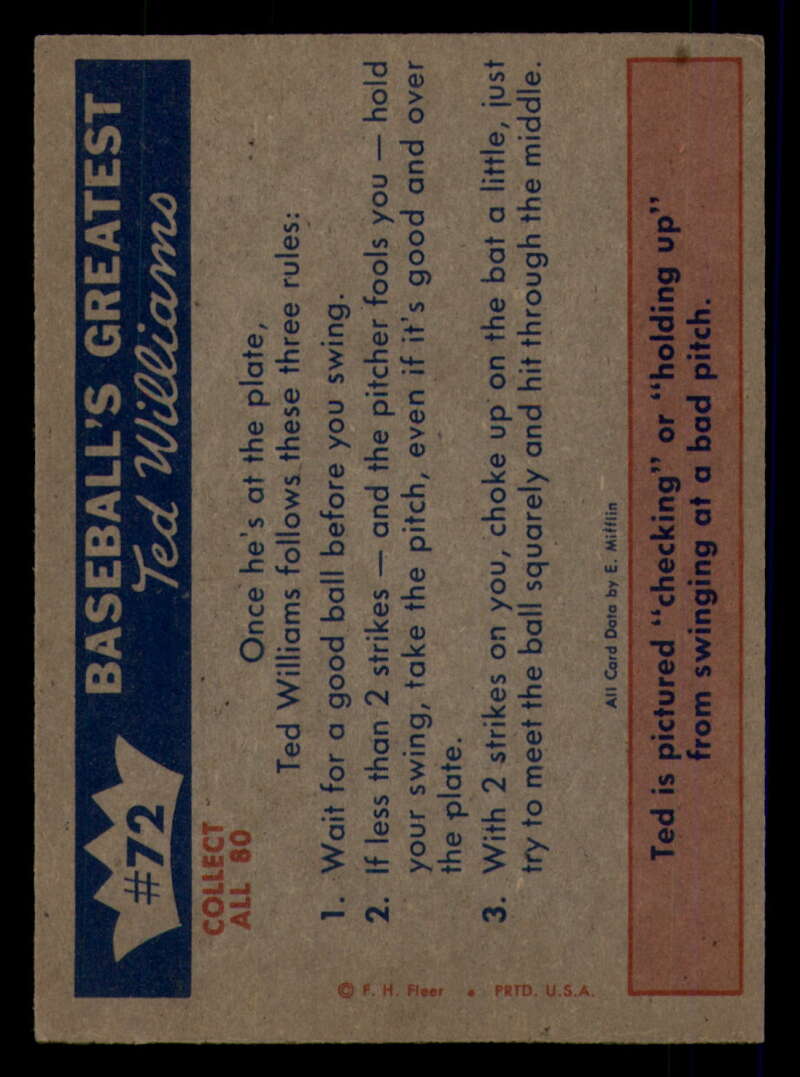 #72
BASEBALL'S GREATEST
Ted Williams
COLLECT
ALL 80
Once he's at the plate,
Ted Williams follows these three rules:
1. Wait for a good ball before you swing.
2. If less than 2 strikes — and the pitcher fools you — hold
your swing, take the pitch, even if it's good and over
the plate.
3. With 2 strikes on you, choke up on the bat a little, just
try to meet the ball squarely and hit through the middle.
© F. H. Fleer • PRTD. U.S.A.
All Card Data by E. Mifflin
Ted is pictured "checking" or "holding up"
from swinging at a bad pitch.